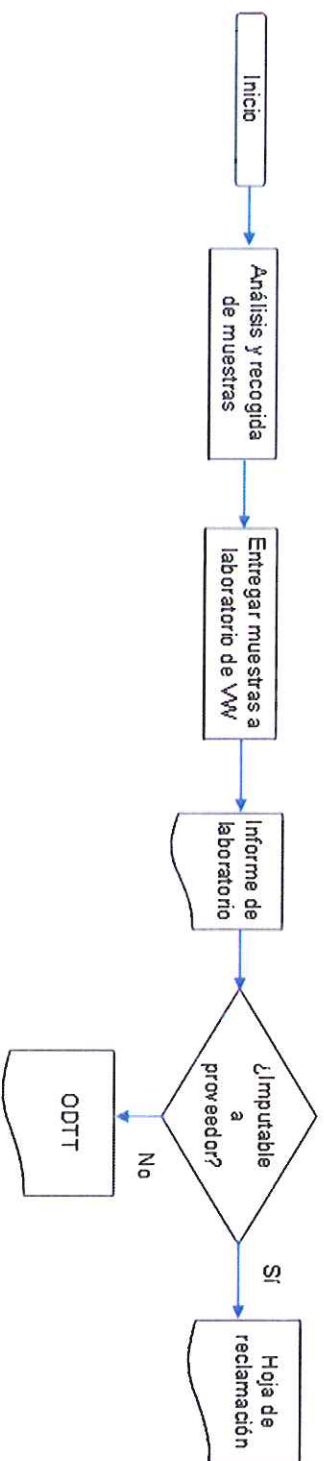 Inicio
Análisis y recogida
de muestras
Entregar muestras a
laboratorio de VW
Informe de
laboratorio
¿Imputable
a
proveedor?
Sí
Hoja de
reclamación
No
ODTT